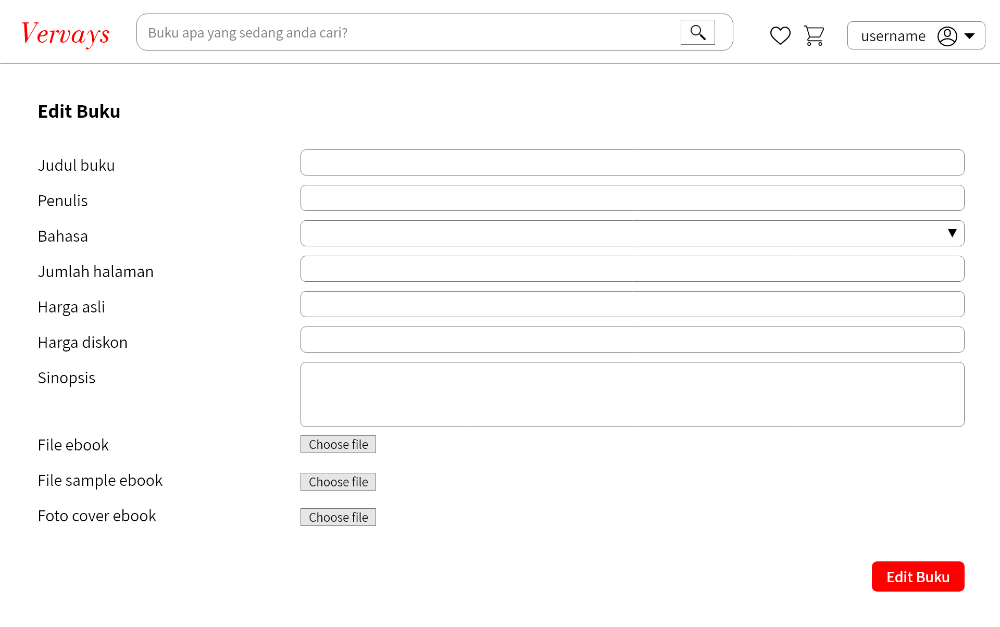 Vervays
Buku apa yang sedang anda cari?
username
Edit Buku
Judul buku
Penulis
Bahasa
Jumlah halaman
Harga asli
Harga diskon
Sinopsis
File ebook
Choose file
File sample ebook
Choose file
Foto cover ebook
Choose file
Edit Buku